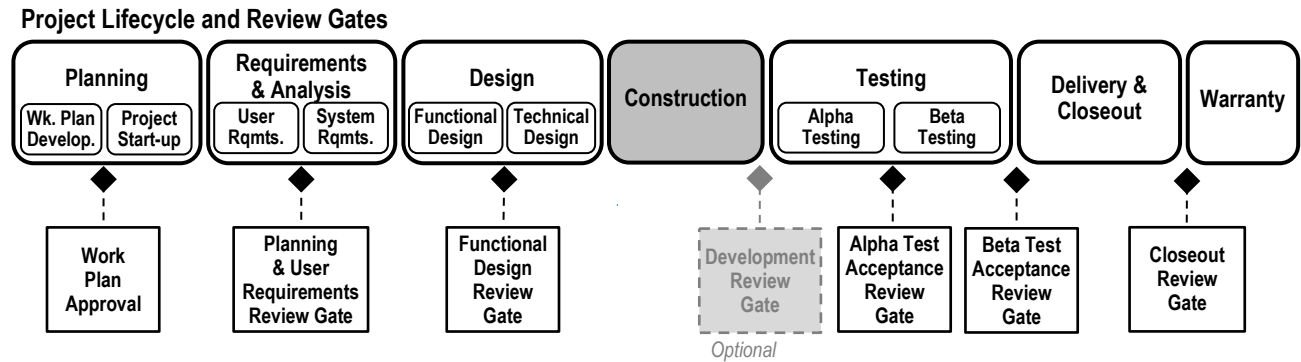 Project Lifecycle and Review Gates
Planning
Wk. Plan
Develop.
Project
Start-up
Requirements
& Analysis
User
Rqmts.
System
Rqmts.
Design
Functional
Design
Technical
Design
Construction
Testing
Alpha
Testing
Beta
Testing
Delivery &
Closeout
Warranty
Work
Plan
Approval
Planning
& User
Requirements
Review Gate
Functional
Design
Review
Gate
Development
Review
Gate
Optional
Alpha Test
Acceptance
Review
Gate
Beta Test
Acceptance
Review
Gate
Closeout
Review
Gate